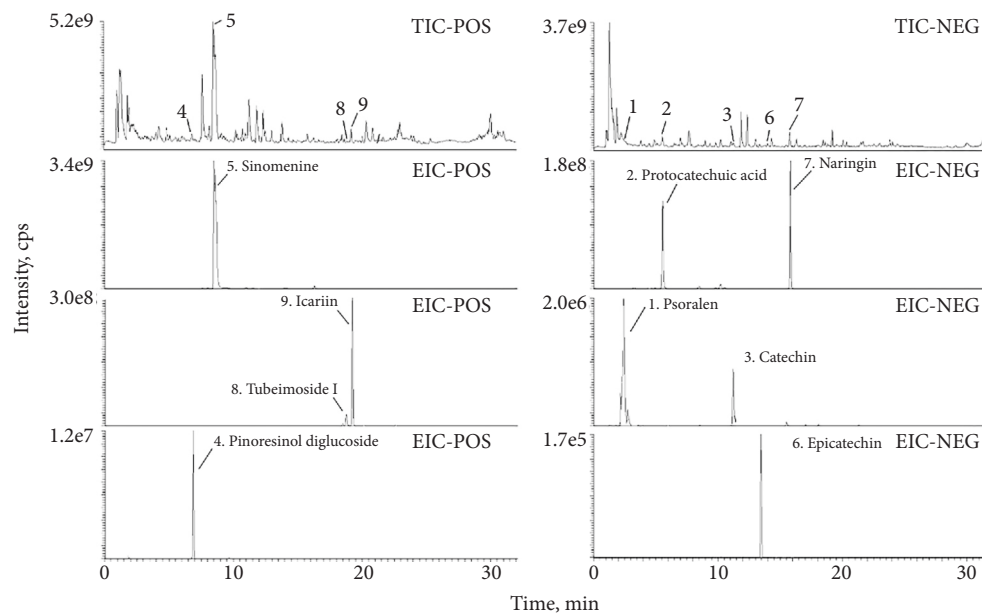 5.2e9
5
TIC-POS
4
8
9
3.4e9
EIC-POS
5. Sinomenine
3.0e8
EIC-POS
9. Icariin
8. Tubeimoside I
1.2e7
EIC-POS
4. Pinoresinol diglucoside
0 10 20 30
3.7e9
TIC-NEG
1
2
3
6
7
1.8e8
EIC-NEG
7. Naringin
2. Protocatechuic acid
2.0e6
EIC-NEG
1. Psoralen
3. Catechin
1.7e5
EIC-NEG
6. Epicatechin
0 10 20 30
Intensity, cps
Time, min